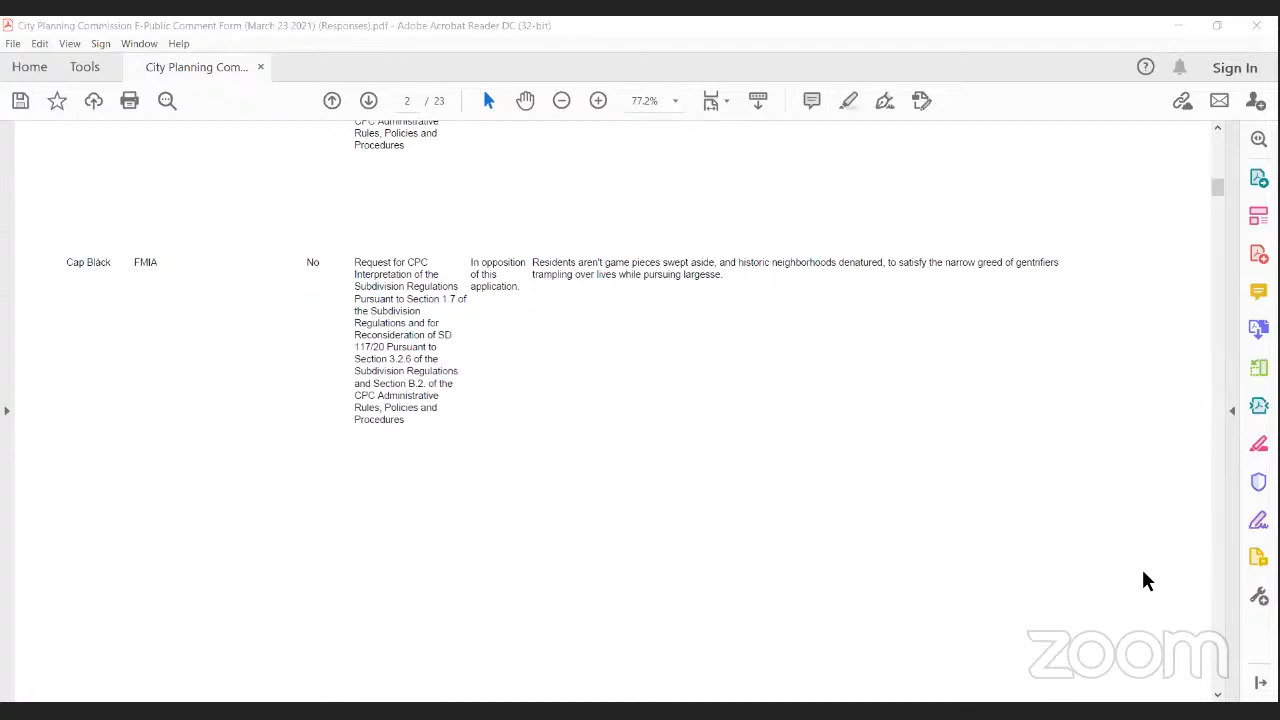 City Planning Commission E-Public Comment Form (March 23 2021) (Responses).pdf - Adobe Acrobat Reader DC (32-bit)
File Edit View Sign Window Help
Home Tools City Planning Com... × Sign In
2 / 23 77.2%
CPC Administrative
Rules, Policies and
Procedures
Cap Black FMIA No Request for CPC In opposition Residents aren't game pieces swept aside, and historic neighborhoods denatured, to satisfy the narrow greed of gentrifiers
Interpretation of the of this trampling over lives while pursuing largesse.
Subdivision Regulations application.
Pursuant to Section 1.7 of
the Subdivision
Regulations and for
Reconsideration of SD
117/20 Pursuant to
Section 3.2.6 of the
Subdivision Regulations
and Section B.2. of the
CPC Administrative
Rules, Policies and
Procedures
zoom